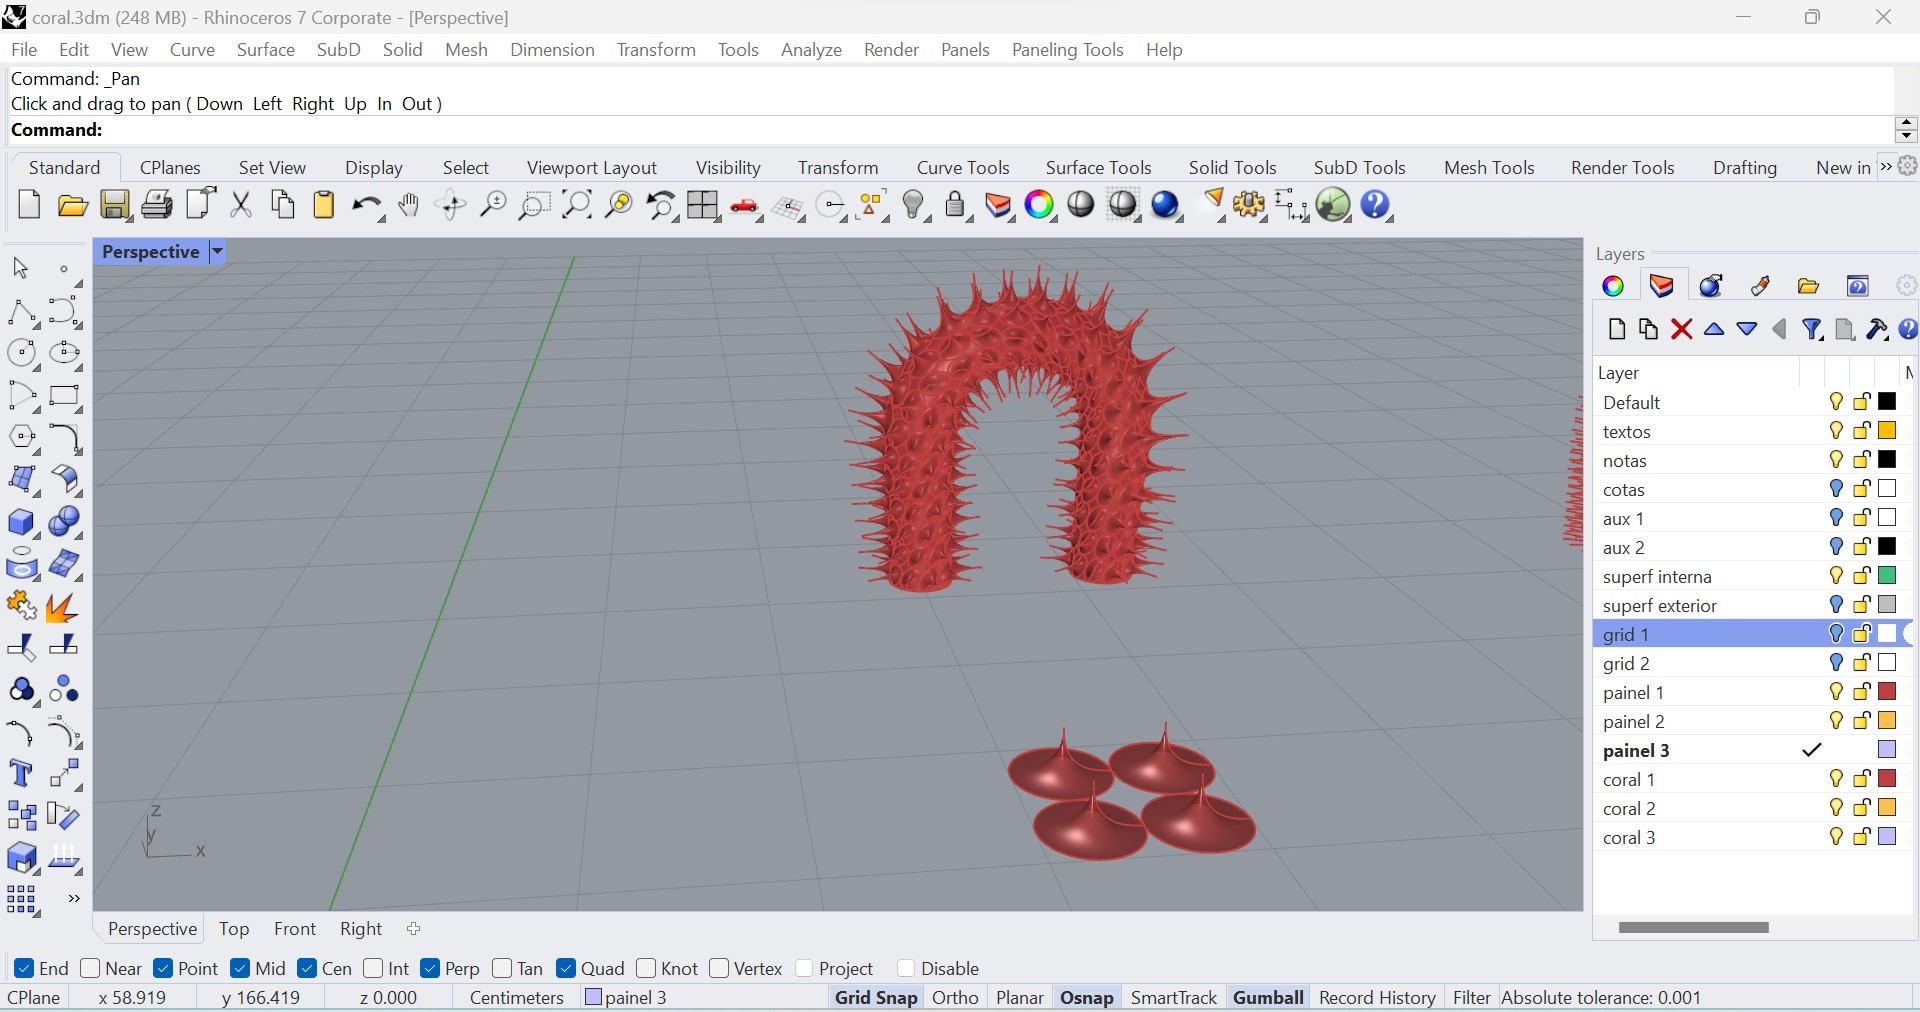 coral.3dm (248 MB) - Rhinoceros 7 Corporate - [Perspective]
File Edit View Curve Surface SubD Solid Mesh Dimension Transform Tools Analyze Render Panels Paneling Tools Help
Command: _Pan
Click and drag to pan ( Down Left Right Up In Out )
Command:
Standard CPlanes Set View Display Select Viewport Layout Visibility Transform Curve Tools Surface Tools Solid Tools SubD Tools Mesh Tools Render Tools Drafting New in
Perspective
Layers
Layer
Default
textos
notas
cotas
aux 1
aux 2
superf interna
superf exterior
grid 1
grid 2
painel 1
painel 2
painel 3
coral 1
coral 2
coral 3
z
y
x
Perspective Top Front Right
End Near Point Mid Cen Int Perp Tan Quad Knot Vertex Project Disable
CPlane x 58.919 y 166.419 z 0.000 Centimeters painel 3 Grid Snap Ortho Planar Osnap SmartTrack Gumball Record History Filter Absolute tolerance: 0.001